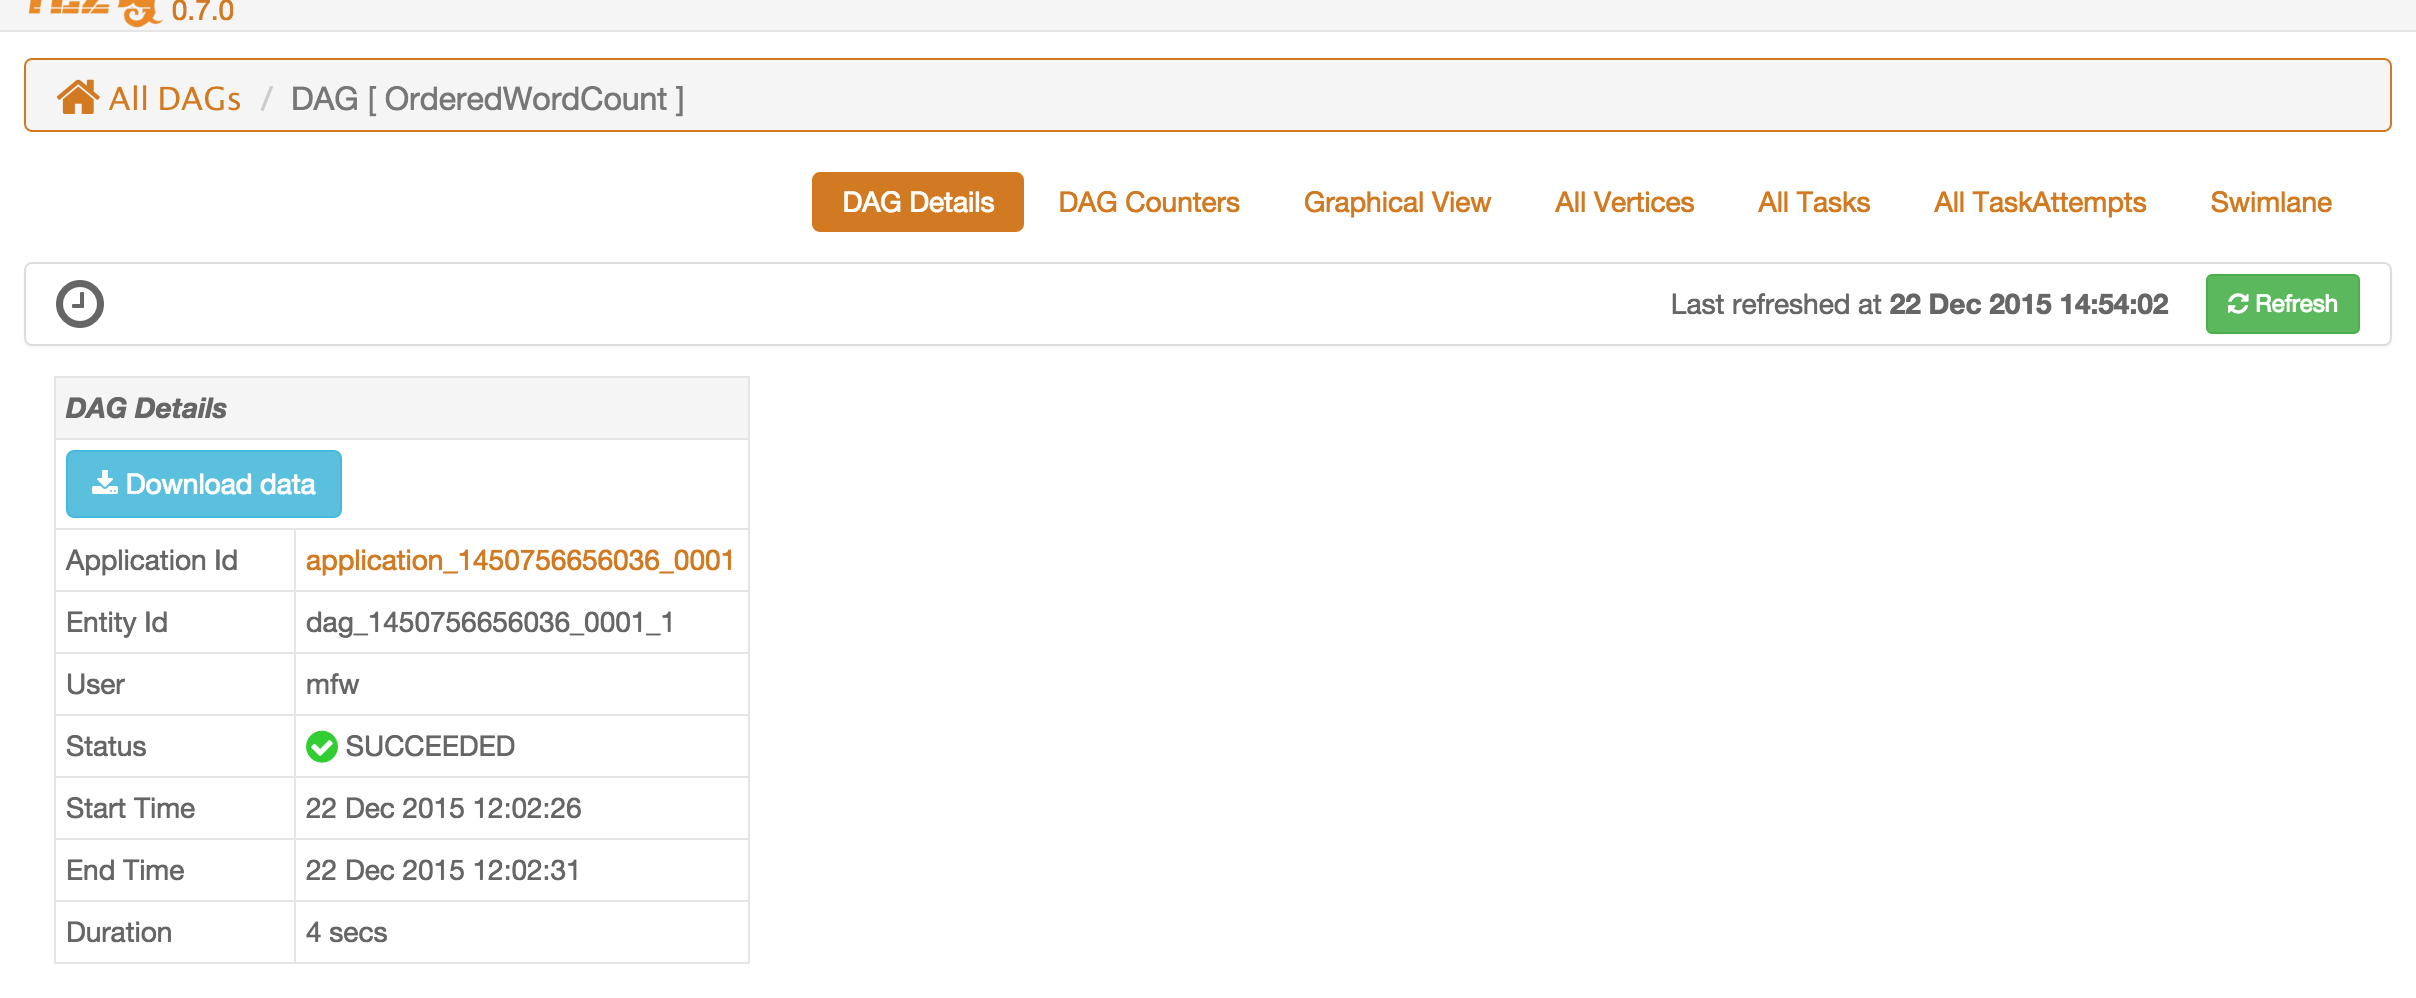 0.7.0
All DAGs / DAG [ OrderedWordCount ]
DAG Details DAG Counters Graphical View All Vertices All Tasks All TaskAttempts Swimlane
Last refreshed at 22 Dec 2015 14:54:02 Refresh
DAG Details
Download data
Application Id application_1450756656036_0001
Entity Id dag_1450756656036_0001_1
User mfw
Status SUCCEEDED
Start Time 22 Dec 2015 12:02:26
End Time 22 Dec 2015 12:02:31
Duration 4 secs